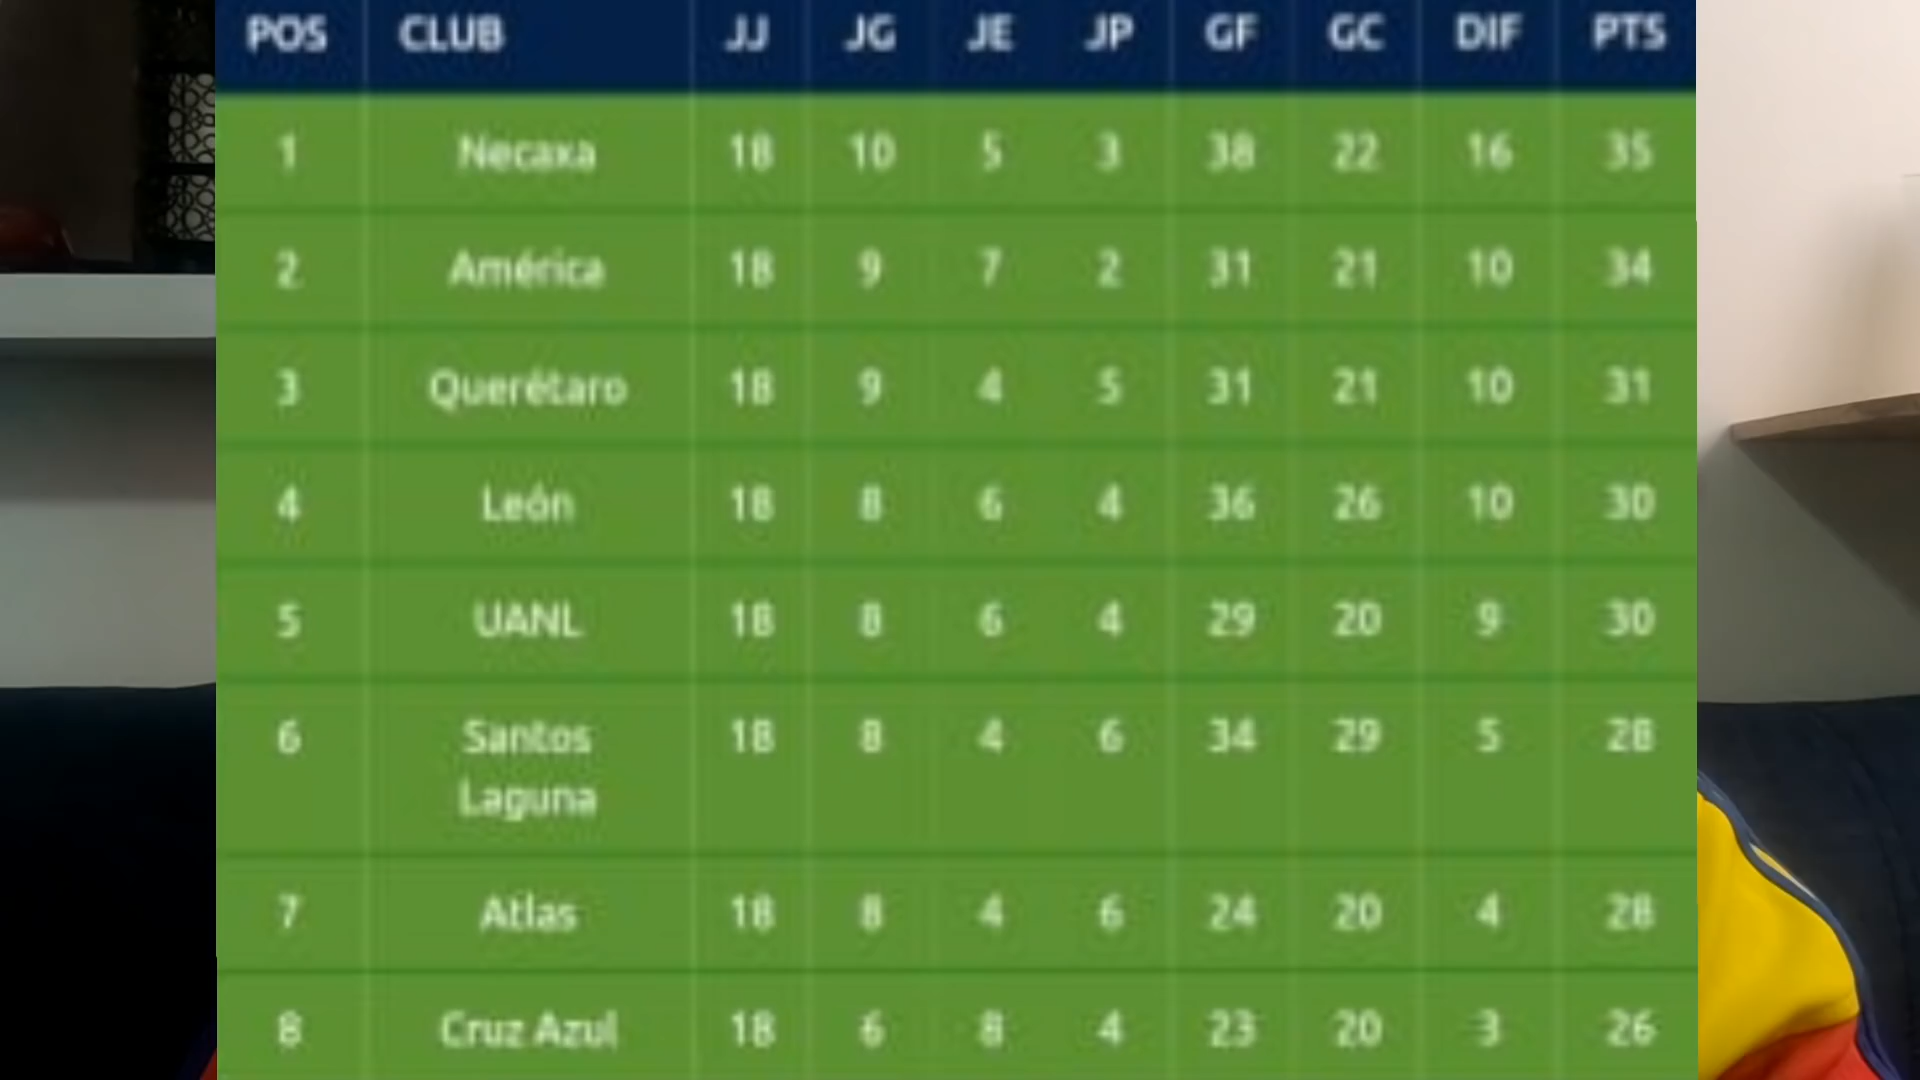 POS CLUB JJ JG JE JP GF GC DIF PTS
1 Necaxa 18 10 5 3 38 22 16 35
2 América 18 9 7 2 31 21 10 34
3 Querétaro 18 9 4 5 31 21 10 31
4 León 18 8 6 4 36 26 10 30
5 UANL 18 8 6 4 29 20 9 30
6 Santos 18 8 4 6 34 29 5 28
Laguna
7 Atlas 18 8 4 6 24 20 4 28
8 Cruz Azul 18 6 8 4 23 20 3 26